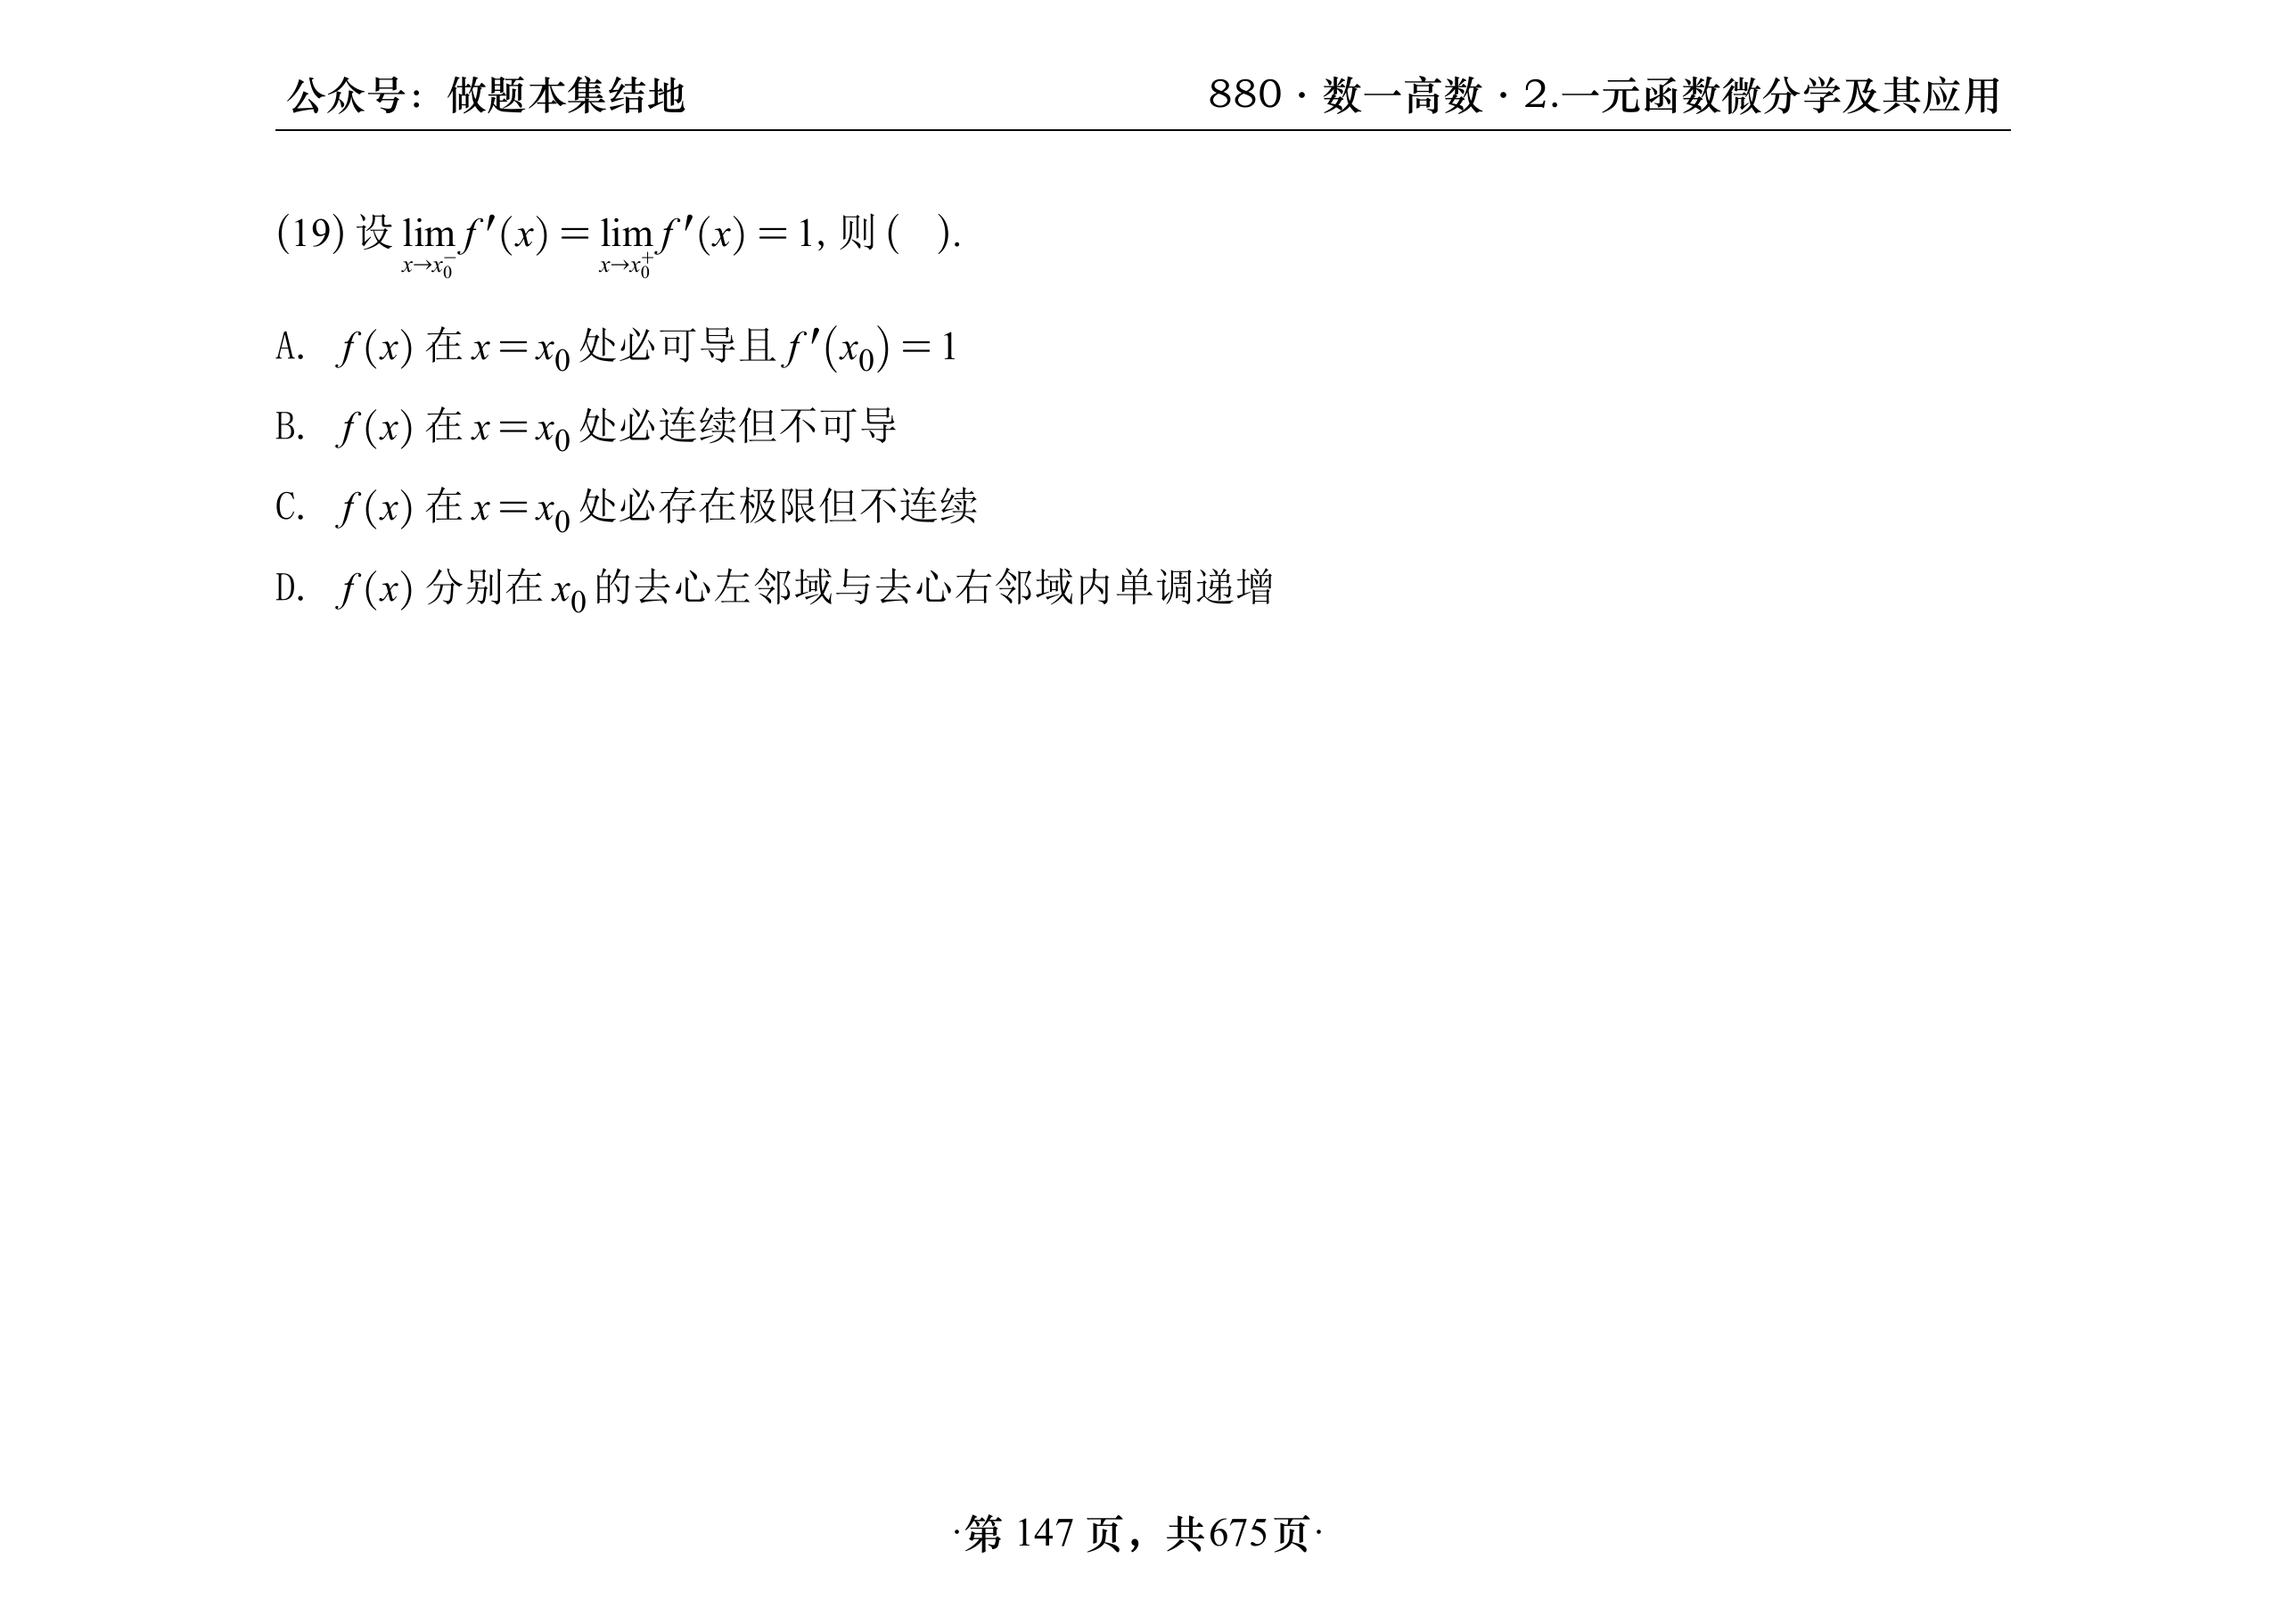 公众号：做题本集结地 880·数一高数·2.一元函数微分学及其应用
(19) 设 $\lim\limits_{x \to x_0^-} f'(x) = \lim\limits_{x \to x_0^+} f'(x) = 1$, 则 (   ).
A. $f(x)$ 在 $x = x_0$ 处必可导且 $f'(x_0) = 1$
B. $f(x)$ 在 $x = x_0$ 处必连续但不可导
C. $f(x)$ 在 $x = x_0$ 处必存在极限但不连续
D. $f(x)$ 分别在 $x_0$ 的去心左邻域与去心右邻域内单调递增
·第 147 页，共675页·